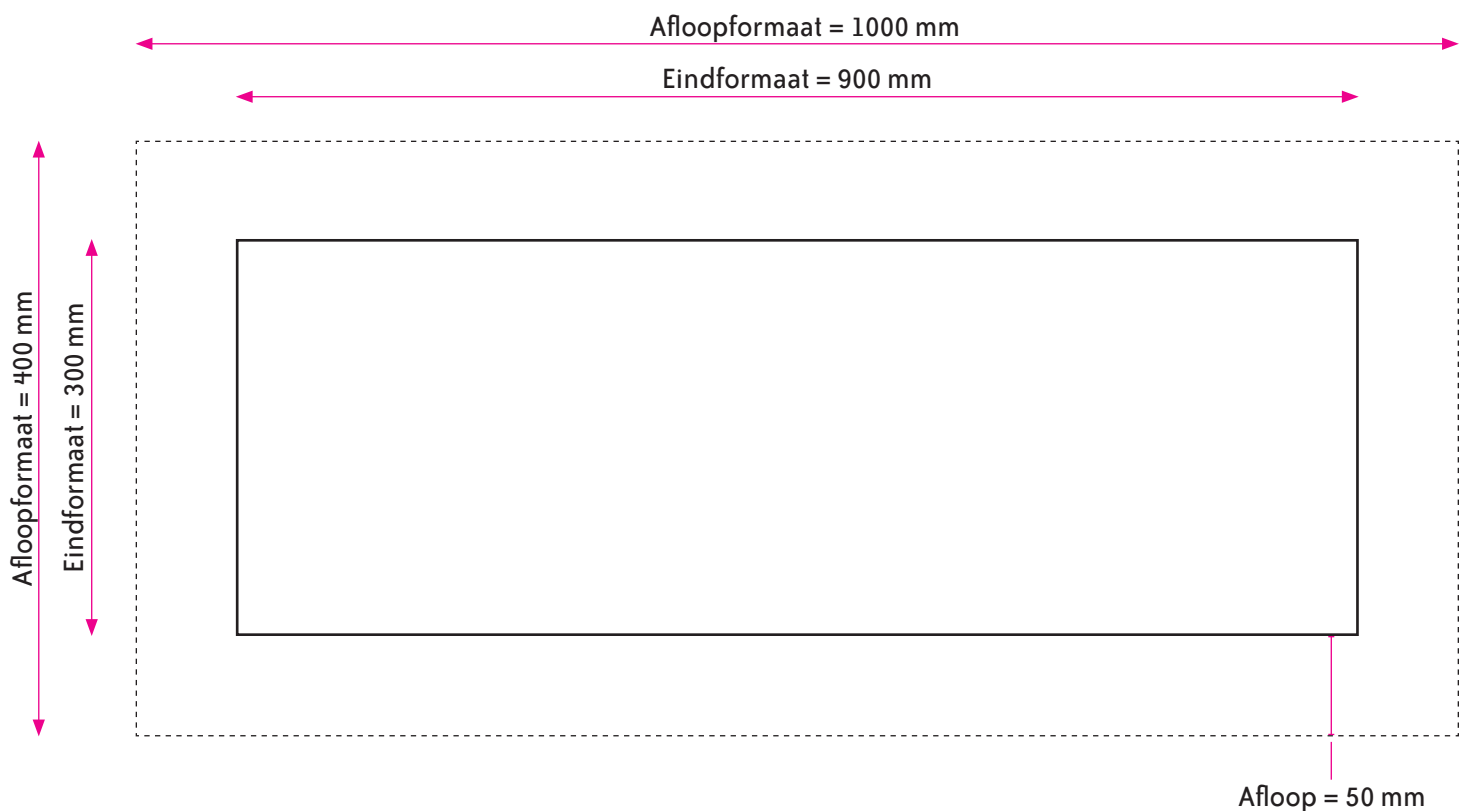 Afloopformaat = 1000 mm
Eindformaat = 900 mm
Afloopformaat = 400 mm
Eindformaat = 300 mm
Afloop = 50 mm